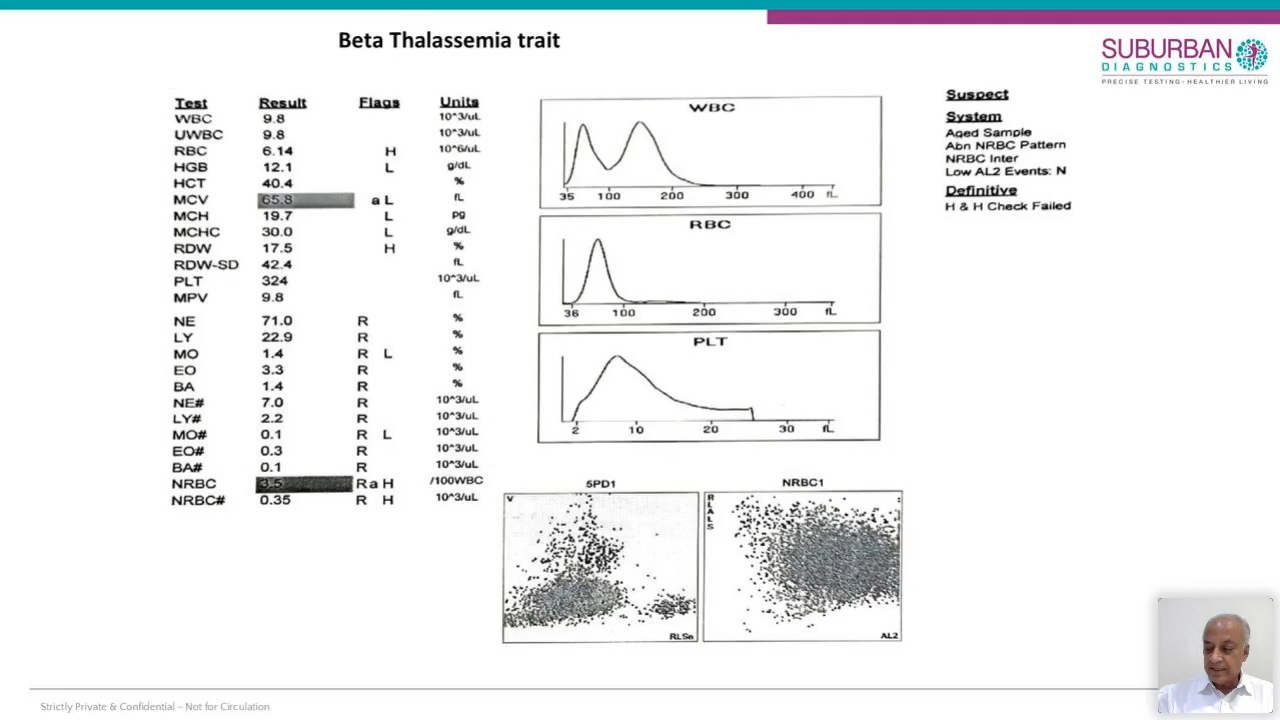 Beta Thalassemia trait
SUBURBAN
DIAGNOSTICS
PRECISE TESTING-HEALTHIER LIVING
Test Result Flags Units
WBC 9.8 10^3/uL
UWBC 9.8 10^3/uL
RBC 6.14 H 10^6/uL
HGB 12.1 L g/dL
HCT 40.4 %
MCV 65.8 a L fL
MCH 19.7 L pg
MCHC 30.0 L g/dL
RDW 17.5 H %
RDW-SD 42.4 fL
PLT 324 10^3/uL
MPV 9.8 fL
NE 71.0 R %
LY 22.9 R %
MO 1.4 R L %
EO 3.3 R %
BA 1.4 R %
NE# 7.0 R 10^3/uL
LY# 2.2 R 10^3/uL
MO# 0.1 R L 10^3/uL
EO# 0.3 R 10^3/uL
BA# 0.1 R 10^3/uL
NRBC 3.5 R a H /100WBC
NRBC# 0.35 R H 10^3/uL
WBC
35 100 200 300 400 fL
RBC
36 100 200 300 fL
PLT
2 10 20 30 fL
5PD1
V
RLSn
NRBC1
RLALS
AL2
Suspect
System
Aged Sample
Abn NRBC Pattern
NRBC Inter
Low AL2 Events: N
Definitive
H & H Check Failed
Strictly Private & Confidential – Not for Circulation